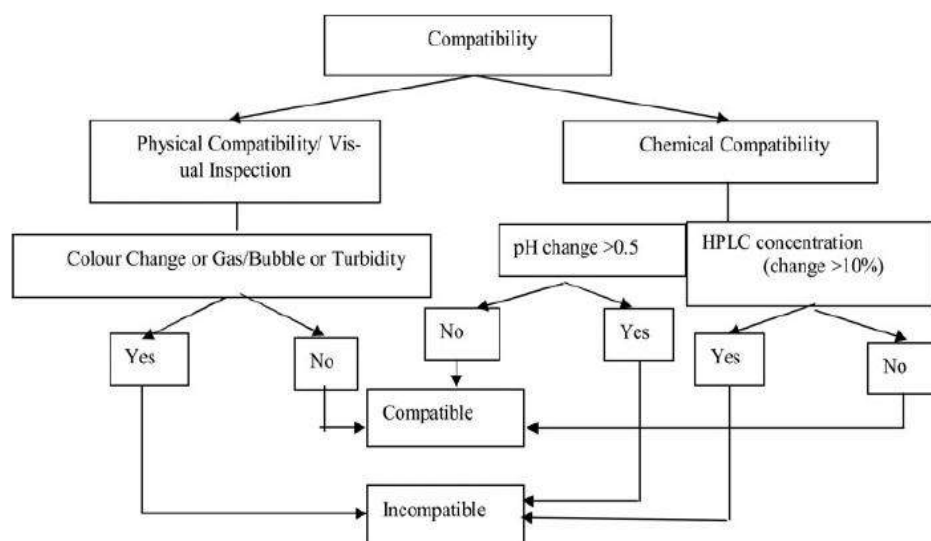 Compatibility
Physical Compatibility/ Vis-
ual Inspection
Chemical Compatibility
Colour Change or Gas/Bubble or Turbidity
pH change >0.5
HPLC concentration
(change >10%)
Yes
No
No
Yes
Yes
No
Compatible
Incompatible